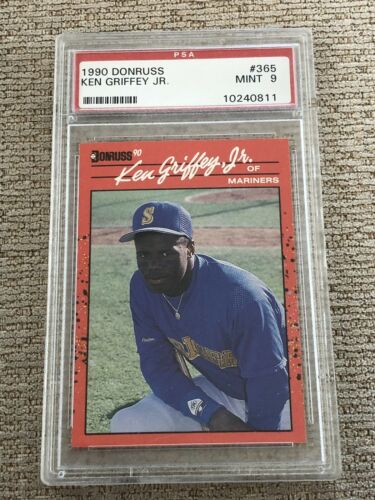 PSA
1990 DONRUSS #365
KEN GRIFFEY JR. MINT 9
10240811
DONRUSS 90
Ken Griffey, Jr.
OF
MARINERS
S